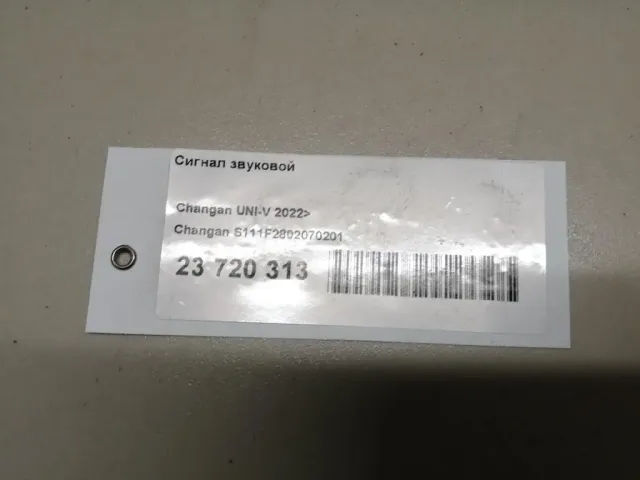 Сигнал звуковой
Changan UNI-V 2022>
Changan S111F2802070201
23 720 313